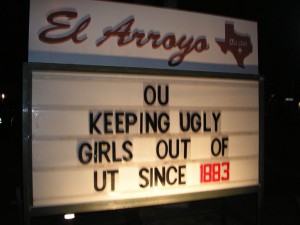 El Arroyo
OU
KEEPING UGLY
GIRLS OUT OF
UT SINCE 1883